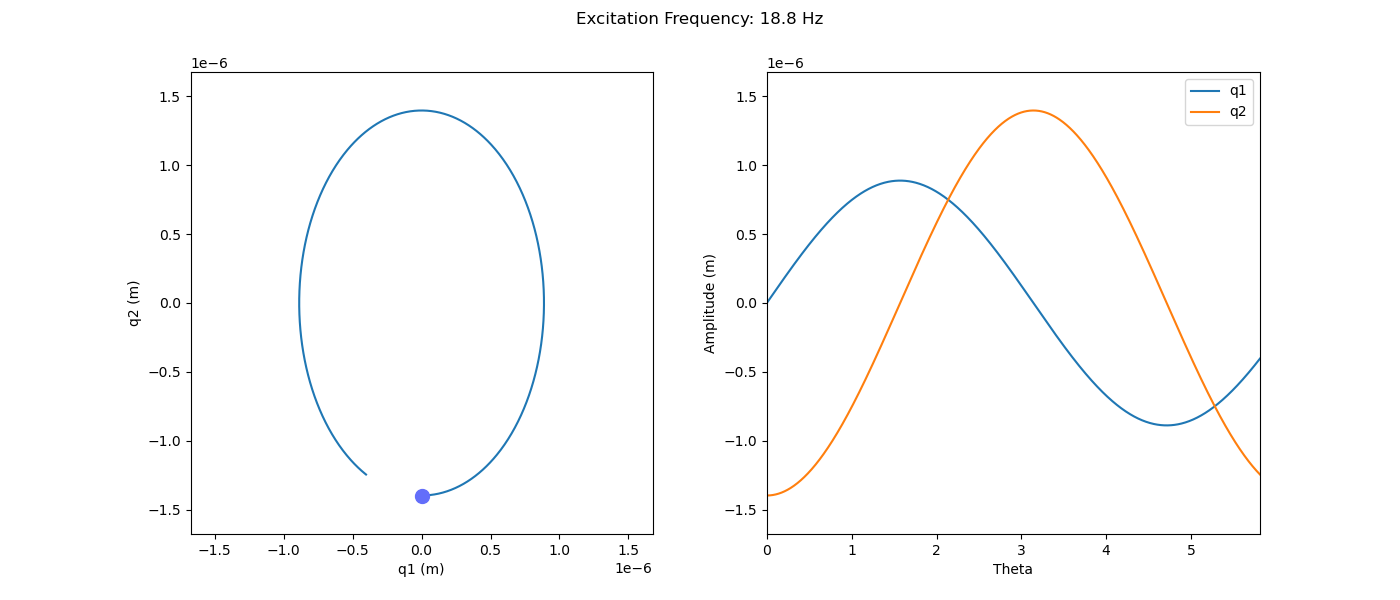 Excitation Frequency: 18.8 Hz
1e−6
1.5
1.0
0.5
0.0
−0.5
−1.0
−1.5
q2 (m)
−1.5 −1.0 −0.5 0.0 0.5 1.0 1.5
q1 (m)
1e−6
1e−6
1.5
1.0
0.5
0.0
−0.5
−1.0
−1.5
Amplitude (m)
q1
q2
0 1 2 3 4 5
Theta